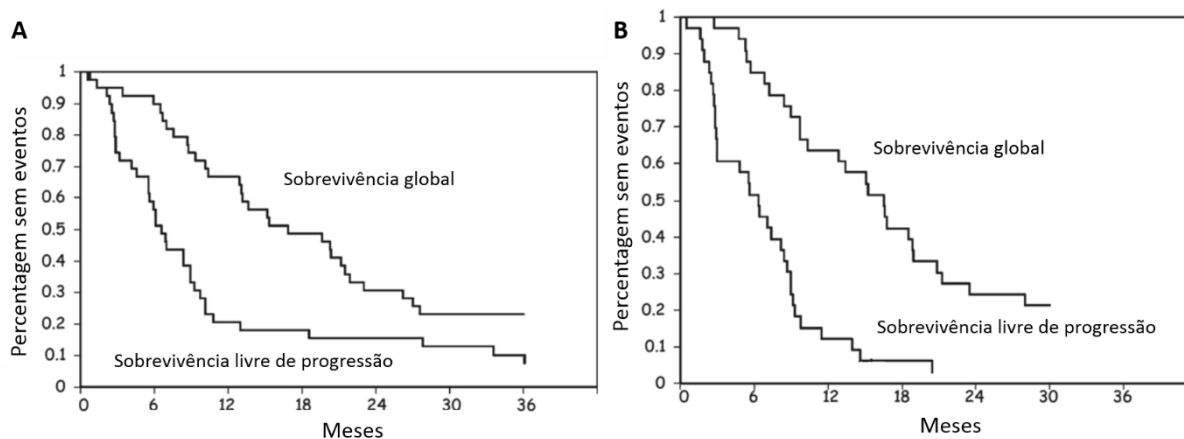 A
Percentagem sem eventos
1
0.9
0.8
0.7
0.6
0.5
0.4
0.3
0.2
0.1
0
Sobrevivência global
Sobrevivência livre de progressão
0 6 12 18 24 30 36
Meses
B
Percentagem sem eventos
1
0.9
0.8
0.7
0.6
0.5
0.4
0.3
0.2
0.1
0
Sobrevivência global
Sobrevivência livre de progressão
0 6 12 18 24 30 36
Meses